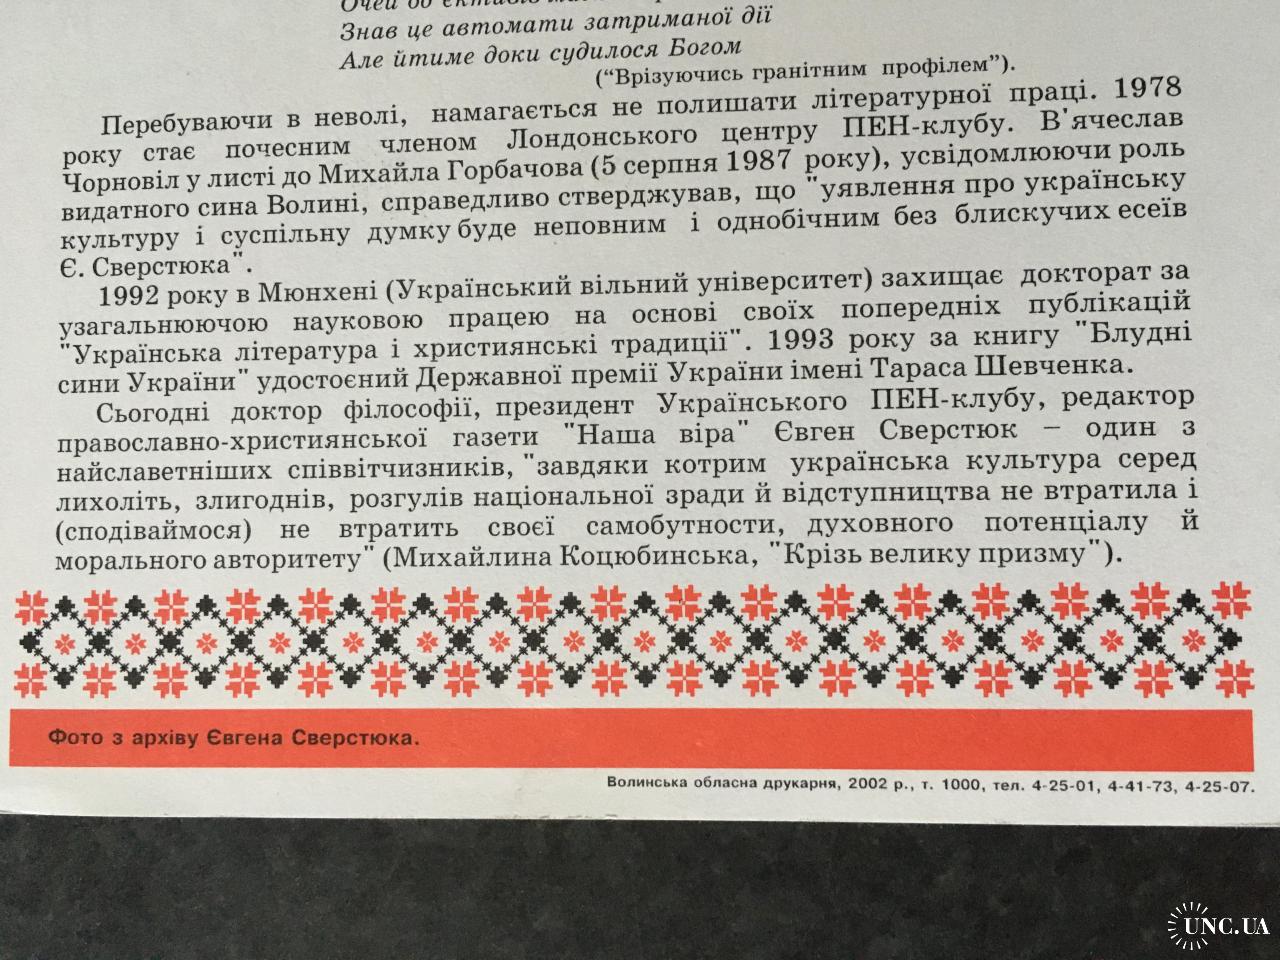 Очей об'єктивів
Знав це автомати затриманої дії
Але йтиме доки судилося Богом
("Врізуючись гранітним профілем").
Перебуваючи в неволі, намагається не полишати літературної праці. 1978
року стає почесним членом Лондонського центру ПЕН-клубу. В'ячеслав
Чорновіл у листі до Михайла Горбачова (5 серпня 1987 року), усвідомлюючи роль
видатного сина Волині, справедливо стверджував, що "уявлення про українську
культуру і суспільну думку буде неповним і однобічним без блискучих есеїв
Є. Сверстюка".
1992 року в Мюнхені (Український вільний університет) захищає докторат за
узагальнюючою науковою працею на основі своїх попередніх публікацій
"Українська література і християнські традиції". 1993 року за книгу "Блудні
сини України" удостоєний Державної премії України імені Тараса Шевченка.
Сьогодні доктор філософії, президент Українського ПЕН-клубу, редактор
православно-християнської газети "Наша віра" Євген Сверстюк – один з
найславетніших співвітчизників, "завдяки котрим українська культура серед
лихоліть, злигоднів, розгулів національної зради й відступництва не втратила і
(сподіваймося) не втратить своєї самобутности, духовного потенціалу й
морального авторитету" (Михайлина Коцюбинська, "Крізь велику призму").
Фото з архіву Євгена Сверстюка.
Волинська обласна друкарня, 2002 р., т. 1000, тел. 4-25-01, 4-41-73, 4-25-07.
UNC.UA